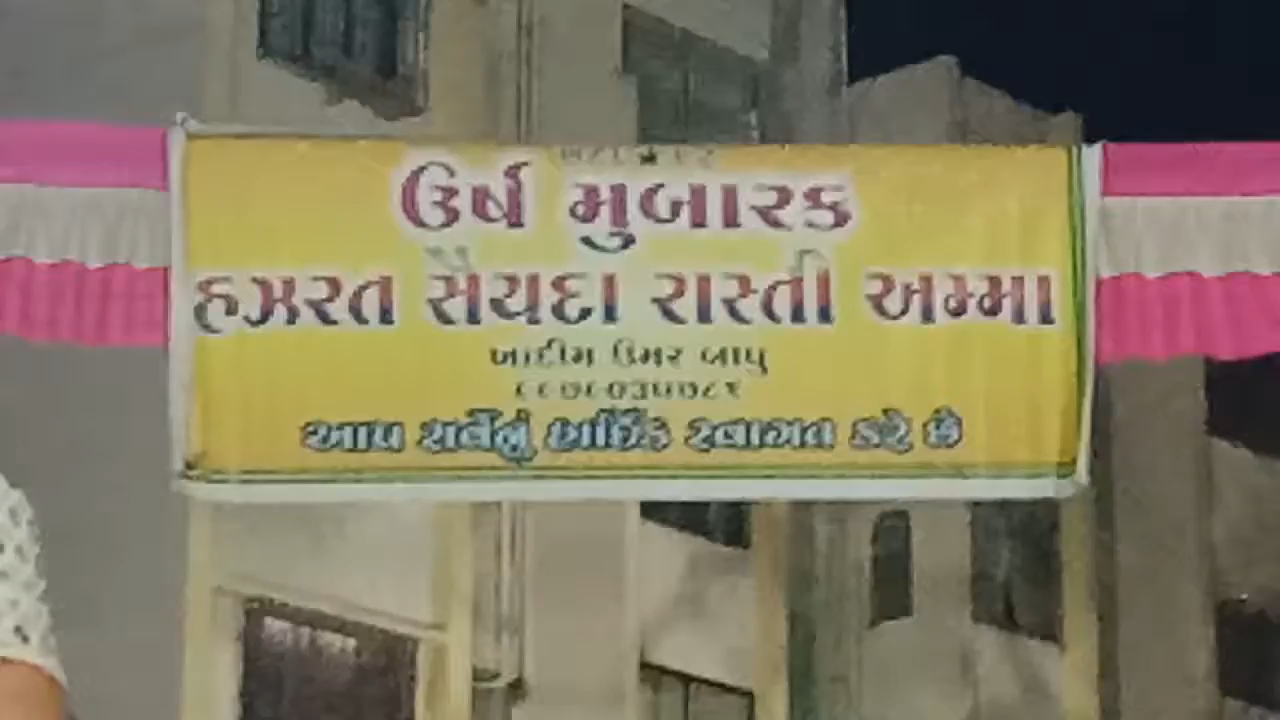 ઉર્ષ મુબારક
હઝરત સૈયદા રાસ્તી અમ્મા
ખાદીમ ઉમર બાપુ
આપ સર્વેનું હાર્દિક સ્વાગત કરે છે